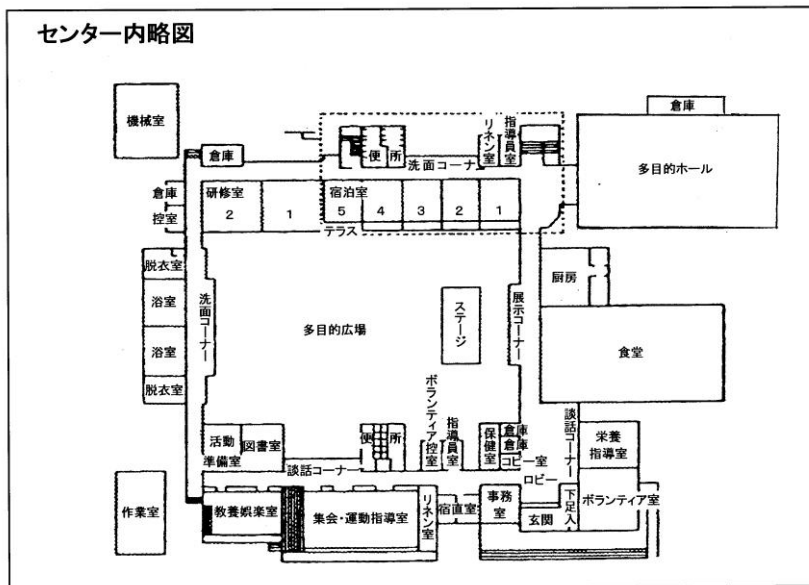 センター内略図
機械室
倉庫
便所
洗面コーナー
リネン室
指導員室
倉庫
多目的ホール
倉庫
控室
研修室
2
1
宿泊室
5
4
3
2
1
テラス
脱衣室
浴室
浴室
脱衣室
洗面コーナー
多目的広場
ステージ
展示コーナー
厨房
食堂
活動
準備室
図書室
談話コーナー
便所
ボランティア控室
指導員室
保健室
倉庫
倉庫
コピー室
ロビー
談話コーナー
栄養
指導室
作業室
教養娯楽室
集会・運動指導室
リネン室
宿直室
事務
室
玄関
下足入
ボランティア室